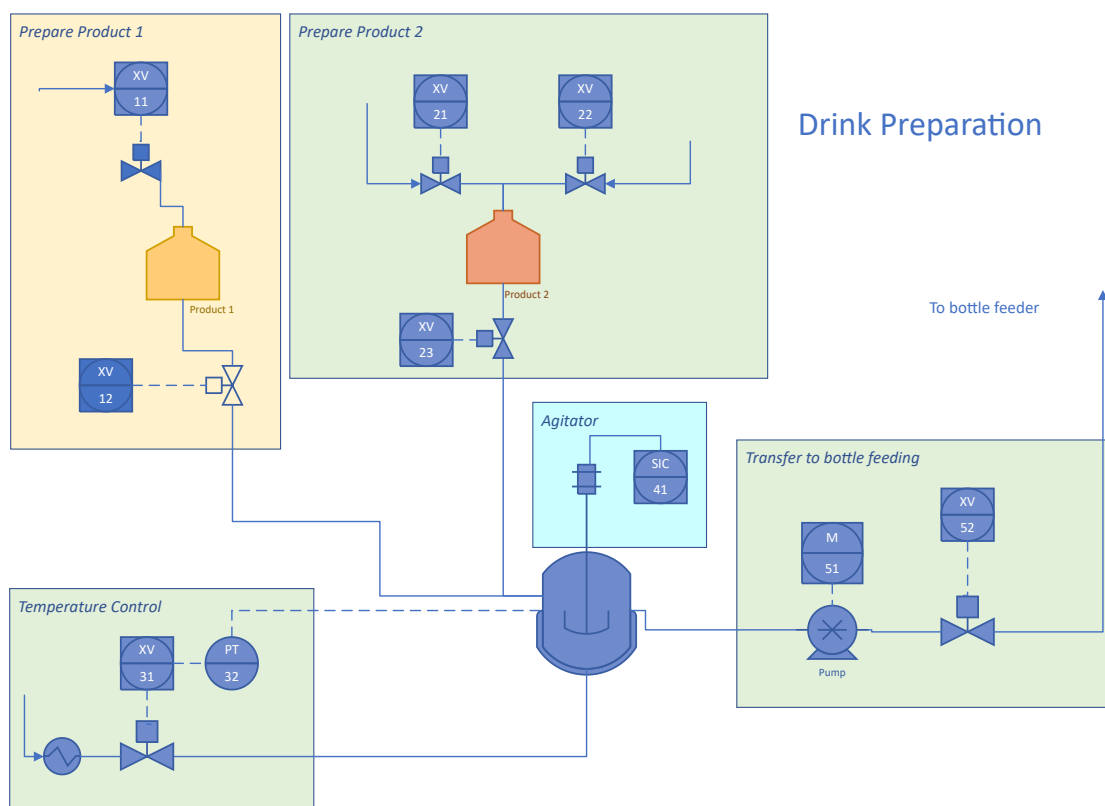 Prepare Product 1
XV
11
Product 1
XV
12
Prepare Product 2
XV
21
XV
22
Product 2
XV
23
Drink Preparation
To bottle feeder
Agitator
SIC
41
Transfer to bottle feeding
XV
52
M
51
Pump
Temperature Control
XV
31
PT
32